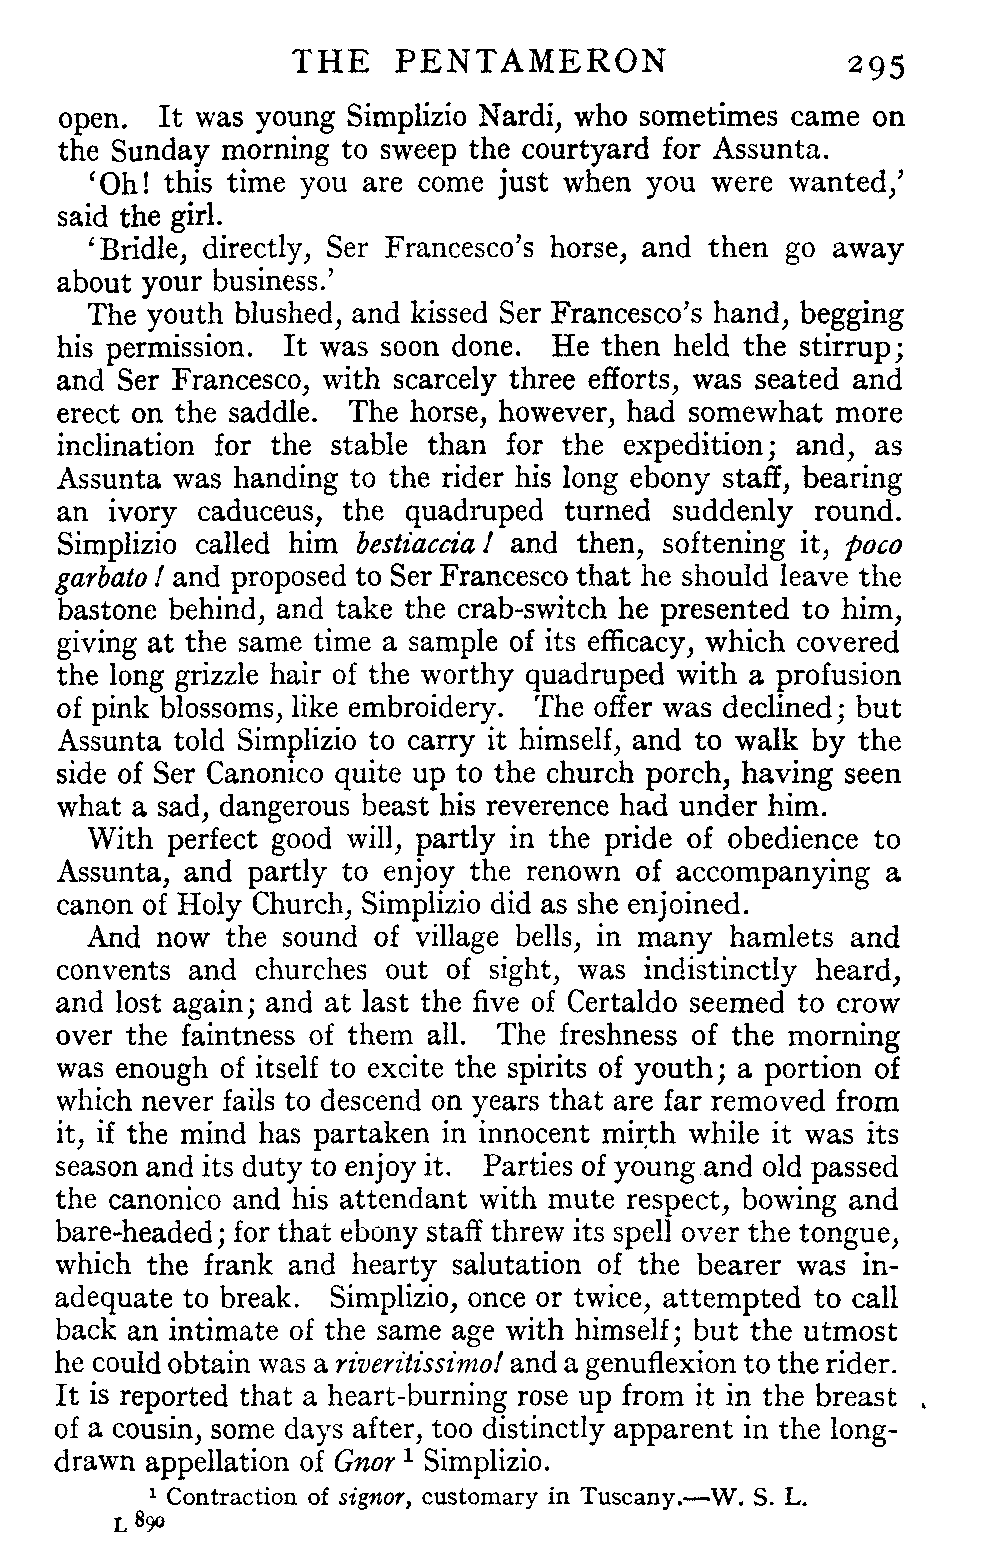 THE PENTAMERON 295
open. It was young Simplizio Nardi, who sometimes came on
the Sunday morning to sweep the courtyard for Assunta.
‘Oh! this time you are come just when you were wanted,’
said the girl.
‘Bridle, directly, Ser Francesco’s horse, and then go away
about your business.’
The youth blushed, and kissed Ser Francesco’s hand, begging
his permission. It was soon done. He then held the stirrup;
and Ser Francesco, with scarcely three efforts, was seated and
erect on the saddle. The horse, however, had somewhat more
inclination for the stable than for the expedition; and, as
Assunta was handing to the rider his long ebony staff, bearing
an ivory caduceus, the quadruped turned suddenly round.
Simplizio called him bestiaccia! and then, softening it, poco
garbato! and proposed to Ser Francesco that he should leave the
bastone behind, and take the crab-switch he presented to him,
giving at the same time a sample of its efficacy, which covered
the long grizzle hair of the worthy quadruped with a profusion
of pink blossoms, like embroidery. The offer was declined; but
Assunta told Simplizio to carry it himself, and to walk by the
side of Ser Canonico quite up to the church porch, having seen
what a sad, dangerous beast his reverence had under him.
With perfect good will, partly in the pride of obedience to
Assunta, and partly to enjoy the renown of accompanying a
canon of Holy Church, Simplizio did as she enjoined.
And now the sound of village bells, in many hamlets and
convents and churches out of sight, was indistinctly heard,
and lost again; and at last the five of Certaldo seemed to crow
over the faintness of them all. The freshness of the morning
was enough of itself to excite the spirits of youth; a portion of
which never fails to descend on years that are far removed from
it, if the mind has partaken in innocent mirth while it was its
season and its duty to enjoy it. Parties of young and old passed
the canonico and his attendant with mute respect, bowing and
bare-headed; for that ebony staff threw its spell over the tongue,
which the frank and hearty salutation of the bearer was in-
adequate to break. Simplizio, once or twice, attempted to call
back an intimate of the same age with himself; but the utmost
he could obtain was a riveritissimo! and a genuflexion to the rider.
It is reported that a heart-burning rose up from it in the breast
of a cousin, some days after, too distinctly apparent in the long-
drawn appellation of Gnor ¹ Simplizio.
¹ Contraction of signor, customary in Tuscany.—W. S. L.
L 890